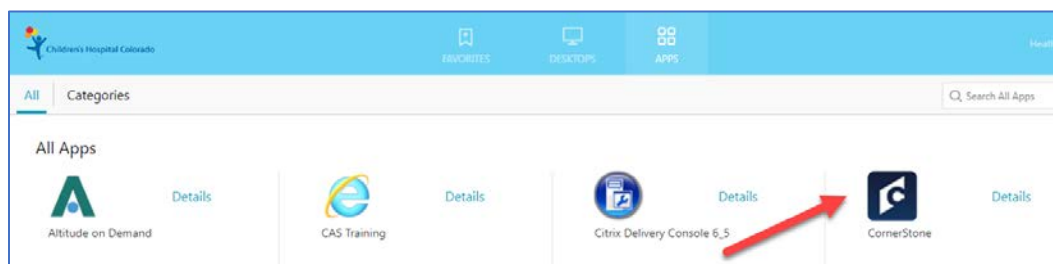 Children's Hospital Colorado
FAVORITES
DESKTOPS
APPS
Heat
All
Categories
Search All Apps
All Apps
Details
Details
Details
Details
Altitude on Demand
CAS Training
Citrix Delivery Console 6_5
CornerStone